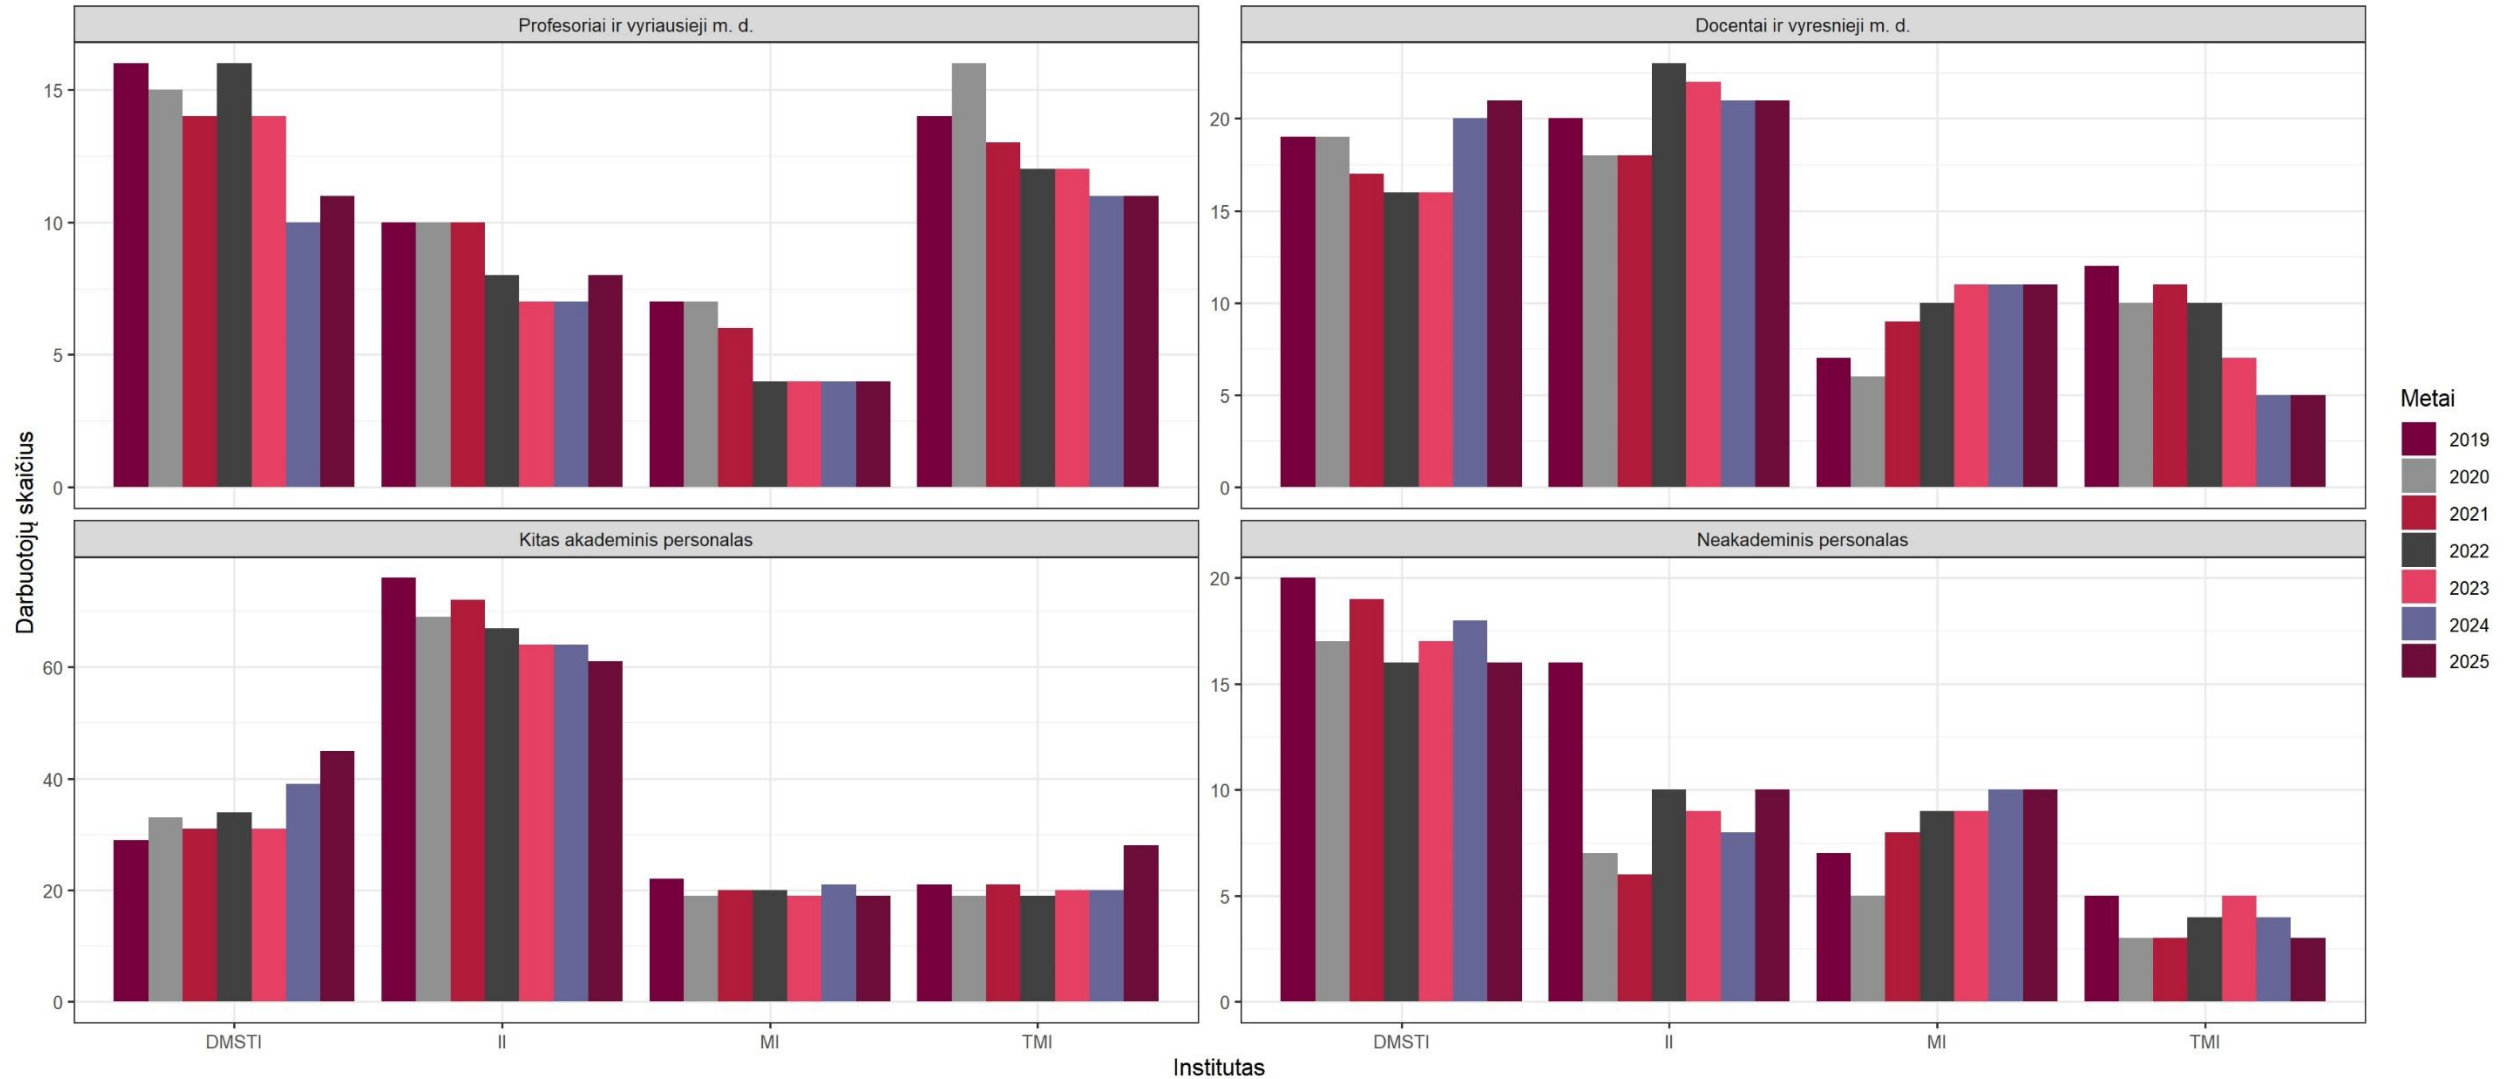 Profesoriai ir vyriausieji m. d.
Docentai ir vyresnieji m. d.
15
10
5
0
20
15
10
5
0
Kitas akademinis personalas
Neakademinis personalas
60
40
20
0
20
15
10
5
0
DMSTI II MI TMI
DMSTI II MI TMI
Darbuotojų skaičius
Institutas
Metai
2019
2020
2021
2022
2023
2024
2025